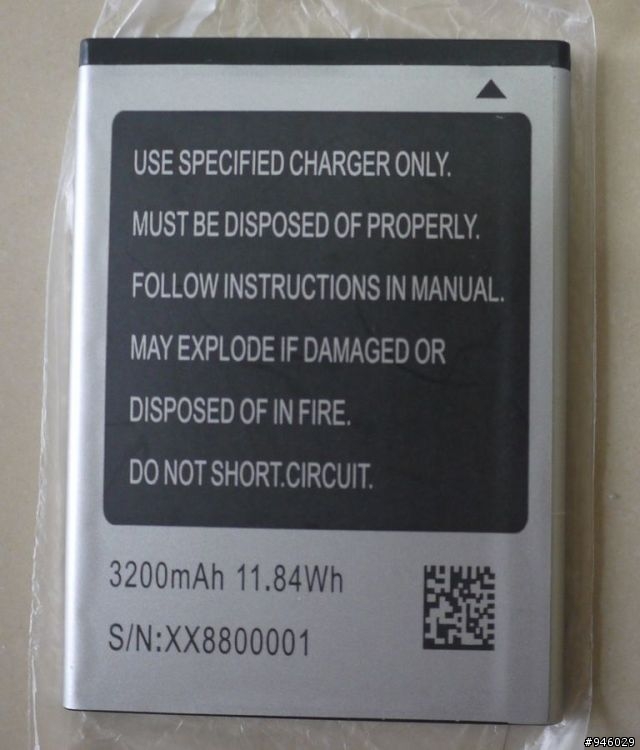 USE SPECIFIED CHARGER ONLY.
MUST BE DISPOSED OF PROPERLY.
FOLLOW INSTRUCTIONS IN MANUAL.
MAY EXPLODE IF DAMAGED OR
DISPOSED OF IN FIRE.
DO NOT SHORT.CIRCUIT.
3200mAh 11.84Wh
S/N:XX8800001
#946029